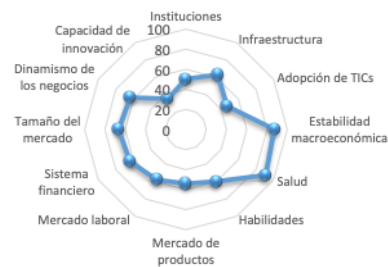 Instituciones
Infraestructura
Adopción de TICs
Estabilidad
macroeconómica
Salud
Habilidades
Mercado de
productos
Mercado laboral
Sistema
financiero
Tamaño del
mercado
Dinamismo de
los negocios
Capacidad de
innovación
100
80
60
40
20
0